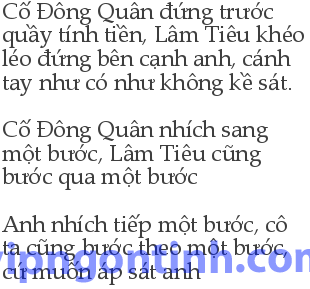 Cố Đông Quân đứng trước
quầy tính tiền, Lâm Tiêu khéo
léo đứng bên cạnh anh, cánh
tay như có như không kề sát.
Cố Đông Quân nhích sang
một bước, Lâm Tiêu cũng
bước qua một bước
Anh nhích tiếp một bước, cô
ta cũng bước theo một bước,
cứ muốn áp sát anh
vipngontinh.com